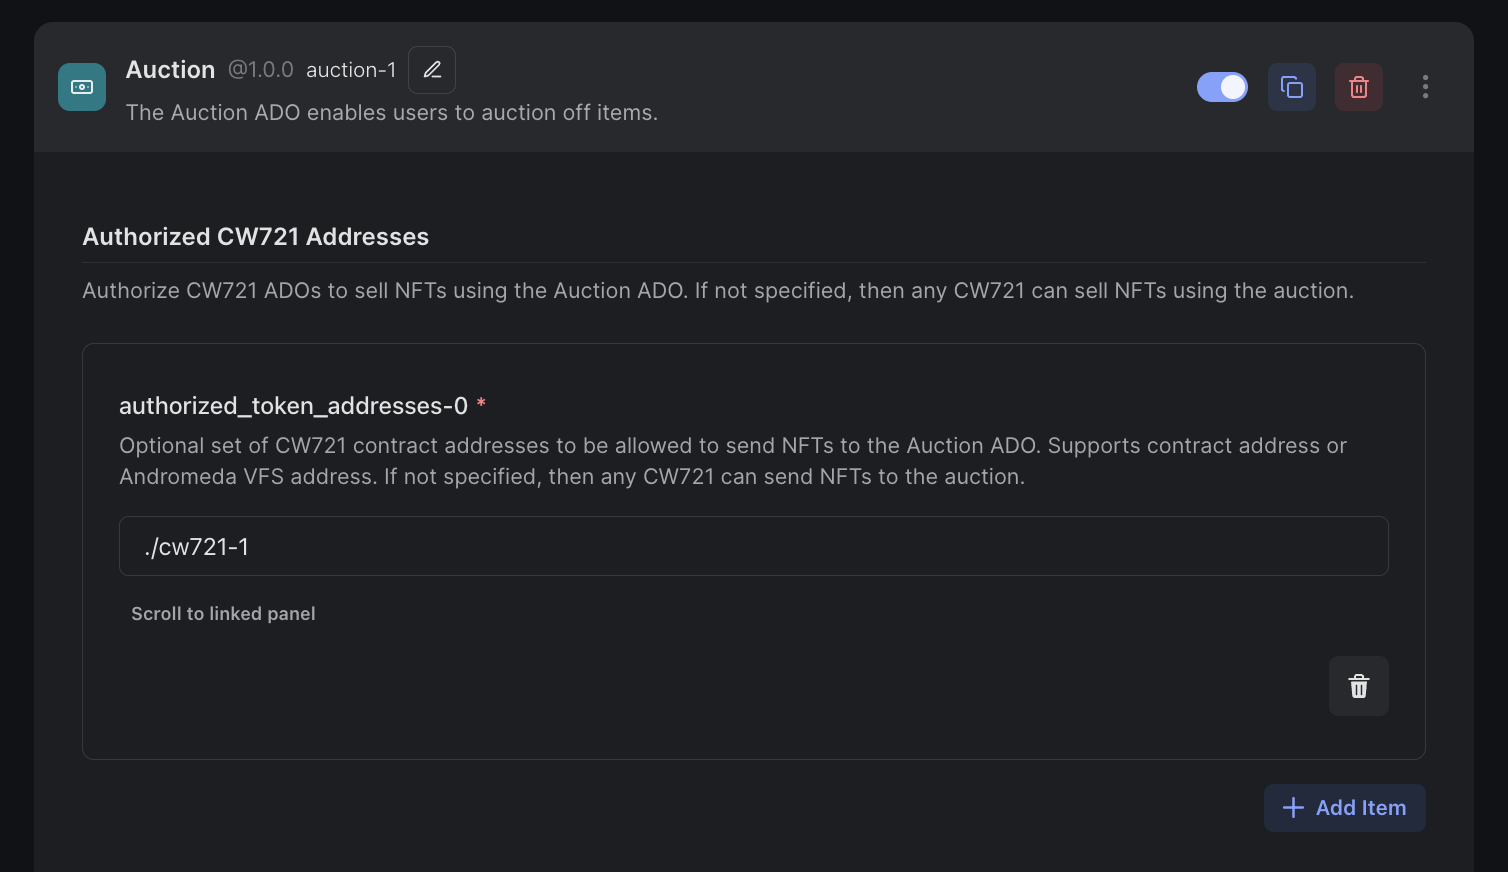 Auction @1.0.0 auction-1
The Auction ADO enables users to auction off items.
Authorized CW721 Addresses
Authorize CW721 ADOs to sell NFTs using the Auction ADO. If not specified, then any CW721 can sell NFTs using the auction.
authorized_token_addresses-0 *
Optional set of CW721 contract addresses to be allowed to send NFTs to the Auction ADO. Supports contract address or
Andromeda VFS address. If not specified, then any CW721 can send NFTs to the auction.
./cw721-1
Scroll to linked panel
Add Item